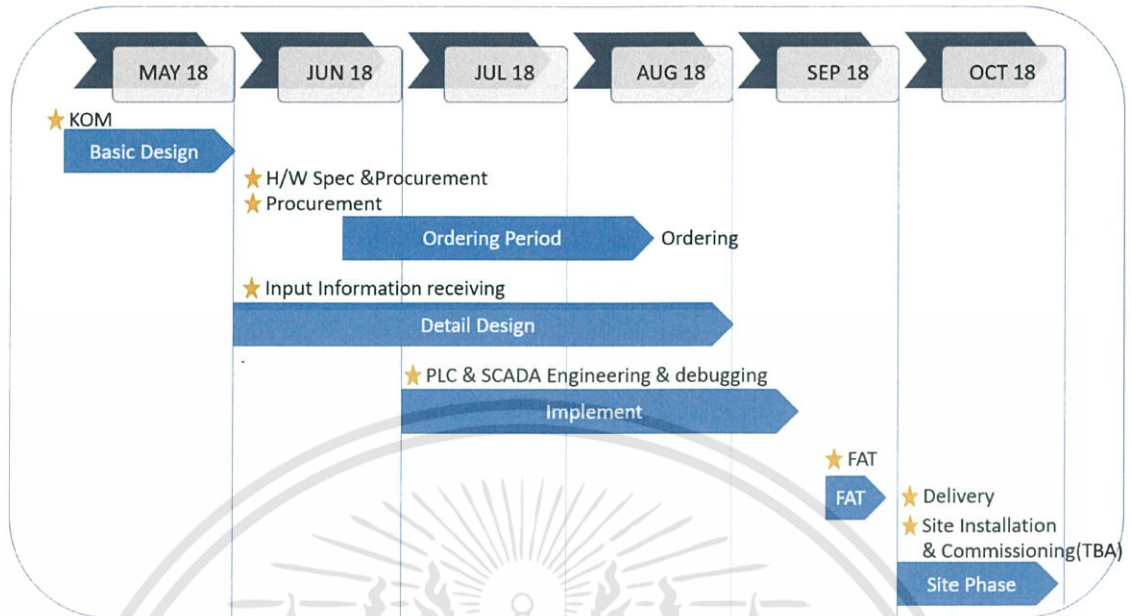 MAY 18
JUN 18
JUL 18
AUG 18
SEP 18
OCT 18
KOM
Basic Design
H/W Spec &Procurement
Procurement
Ordering Period
Ordering
Input Information receiving
Detail Design
PLC & SCADA Engineering & debugging
Implement
FAT
FAT
Delivery
Site Installation
& Commissioning(TBA)
Site Phase